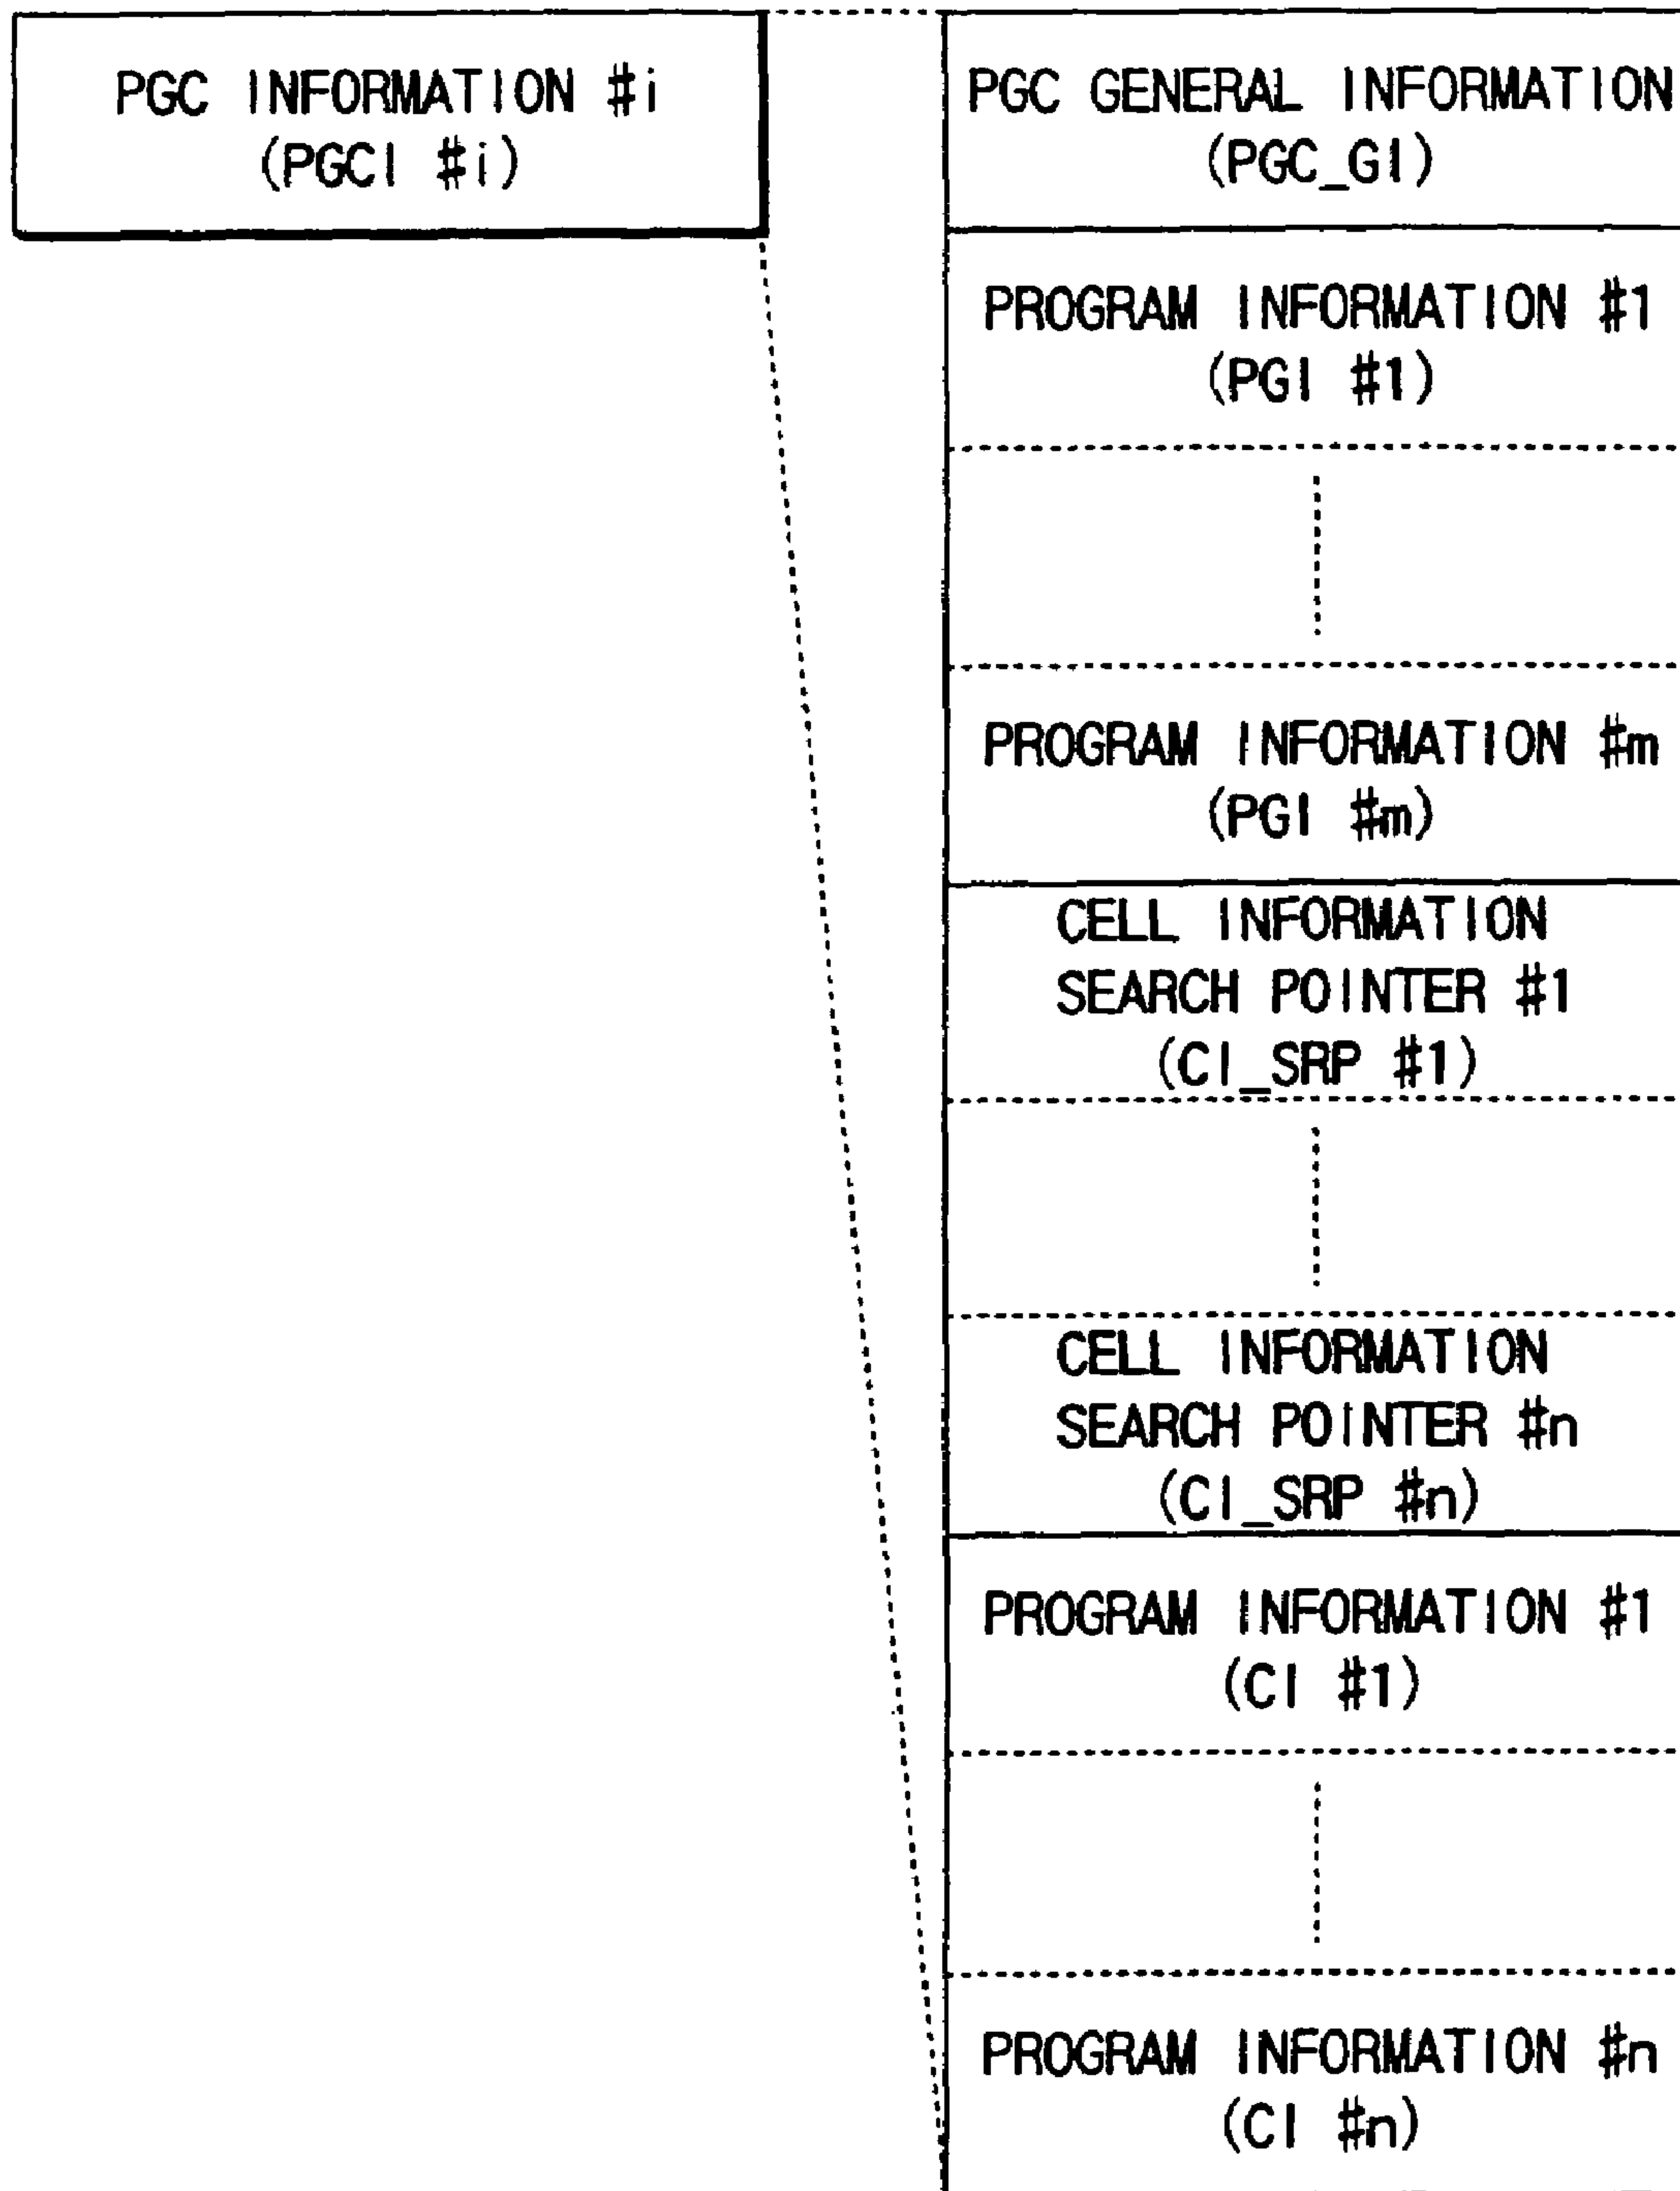 PGC INFORMATION #i
(PGCI #i)
PGC GENERAL INFORMATION
(PGC_GI)
PROGRAM INFORMATION #1
(PGI #1)
PROGRAM INFORMATION #m
(PGI #m)
CELL INFORMATION
SEARCH POINTER #1
(CI_SRP #1)
CELL INFORMATION
SEARCH POINTER #n
(CI_SRP #n)
PROGRAM INFORMATION #1
(CI #1)
PROGRAM INFORMATION #n
(CI #n)